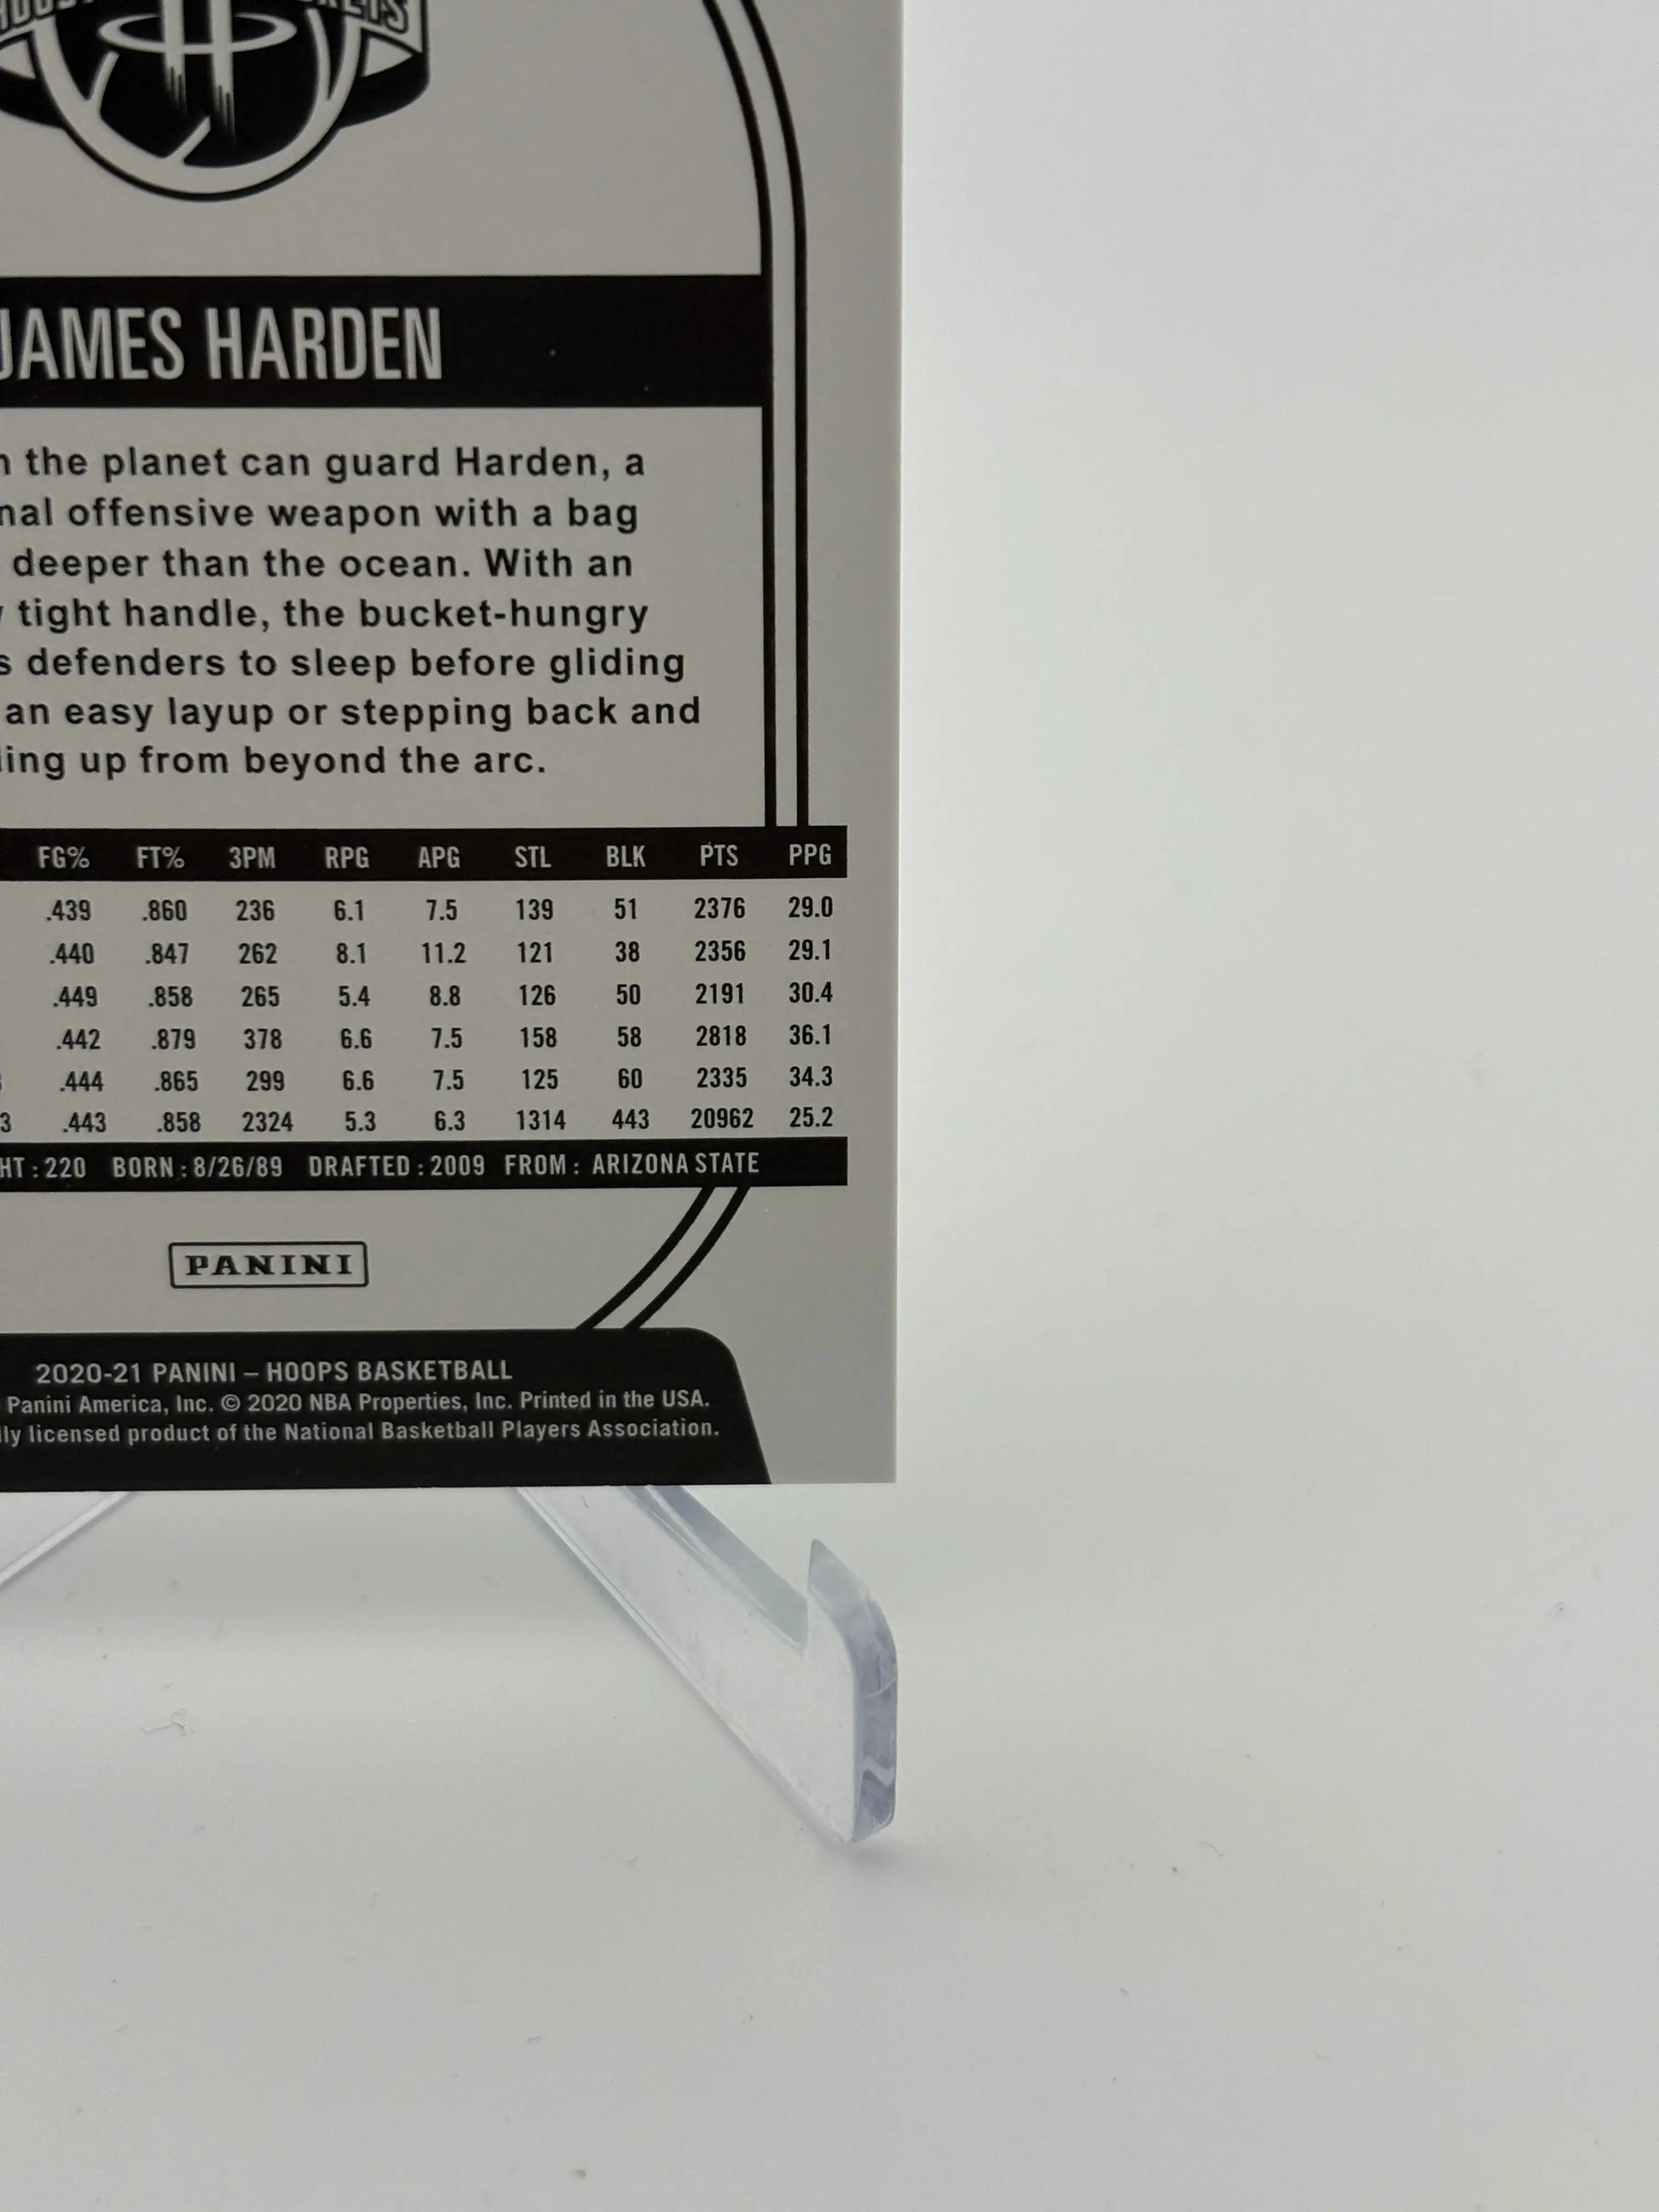 JAMES HARDEN
the planet can guard Harden, a
offensive weapon with a bag
deeper than the ocean. With an
tight handle, the bucket-hungry
defenders to sleep before gliding
an easy layup or stepping back and
up from beyond the arc.
FG% FT% 3PM RPG APG STL BLK PTS PPG
.439 .860 236 6.1 7.5 139 51 2376 29.0
.440 .847 262 8.1 11.2 121 38 2356 29.1
.449 .858 265 5.4 8.8 126 50 2191 30.4
.442 .879 378 6.6 7.5 158 58 2818 36.1
.444 .865 299 6.6 7.5 125 60 2335 34.3
3 .443 .858 2324 5.3 6.3 1314 443 20962 25.2
HT : 220 BORN : 8/26/89 DRAFTED : 2009 FROM : ARIZONA STATE
PANINI
2020-21 PANINI – HOOPS BASKETBALL
Panini America, Inc. © 2020 NBA Properties, Inc. Printed in the USA.
licensed product of the National Basketball Players Association.